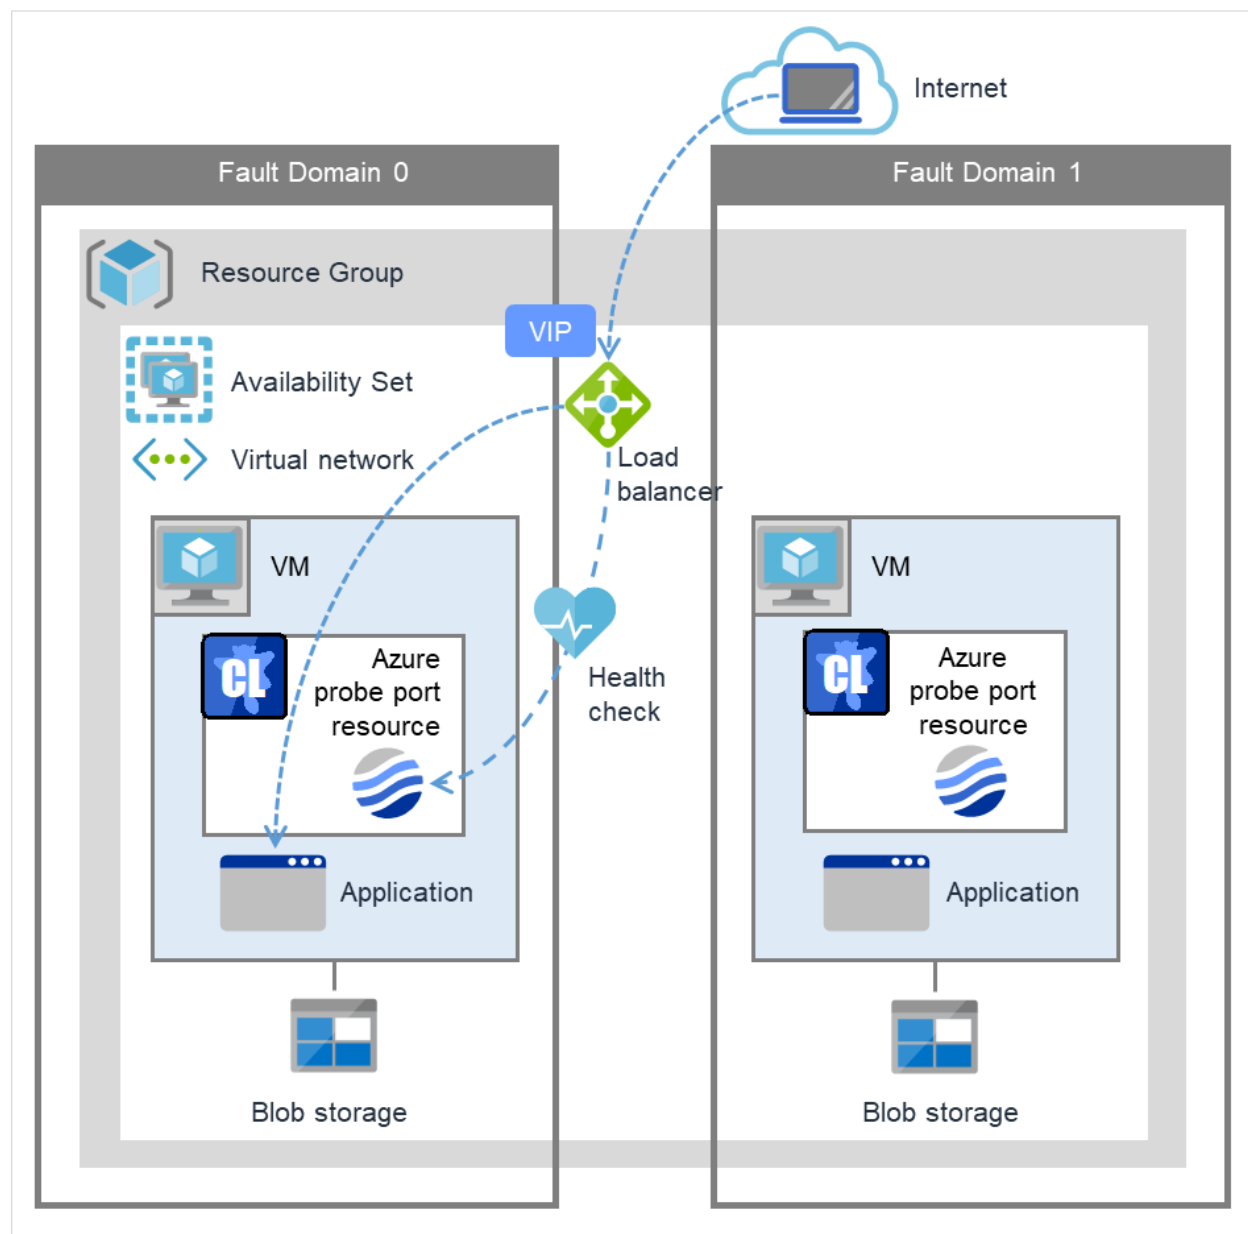 Internet
Fault Domain 0
Fault Domain 1
Resource Group
VIP
Availability Set
Virtual network
Load
balancer
VM
VM
CL
Azure
probe port
resource
Health
check
CL
Azure
probe port
resource
Application
Application
Blob storage
Blob storage